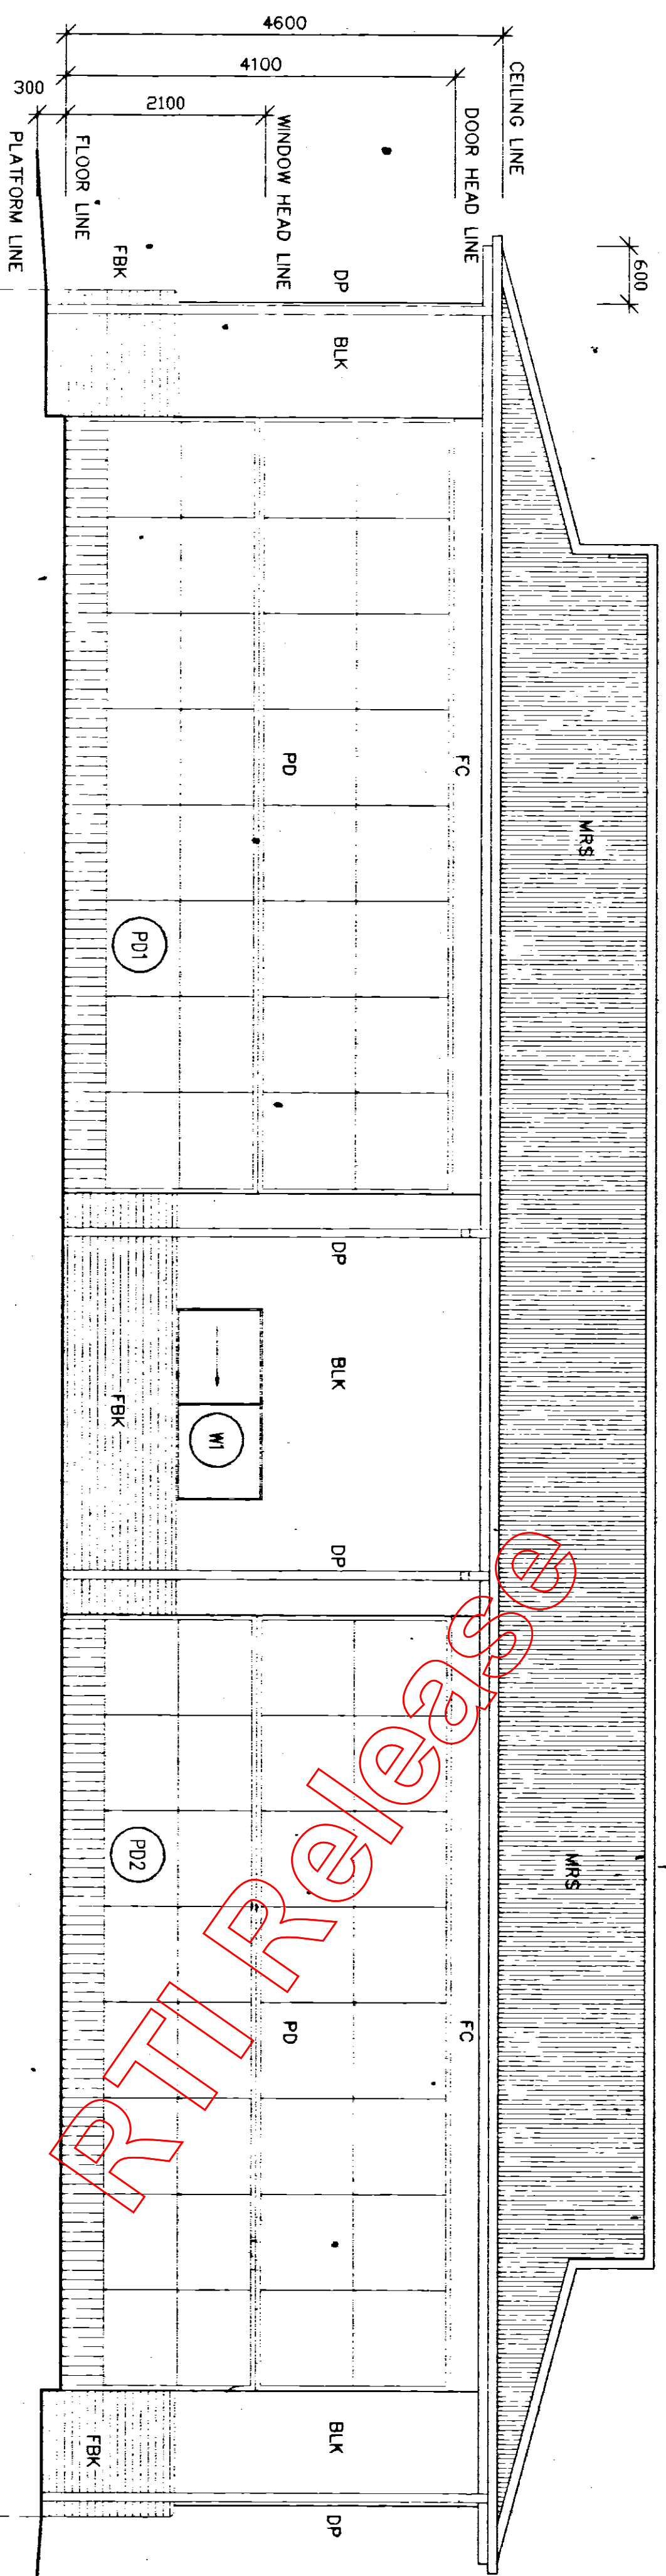 4600
4100
300
2100
CEILING LINE
DOOR HEAD LINE
WINDOW HEAD LINE
FLOOR LINE
PLATFORM LINE
600
FBK
DP
BLK
MRS
FC
PD
PD1
DP
BLK
W1
FBK
DP
MRS
FC
PD
PD2
BLK
FBK
DP
RTI Release